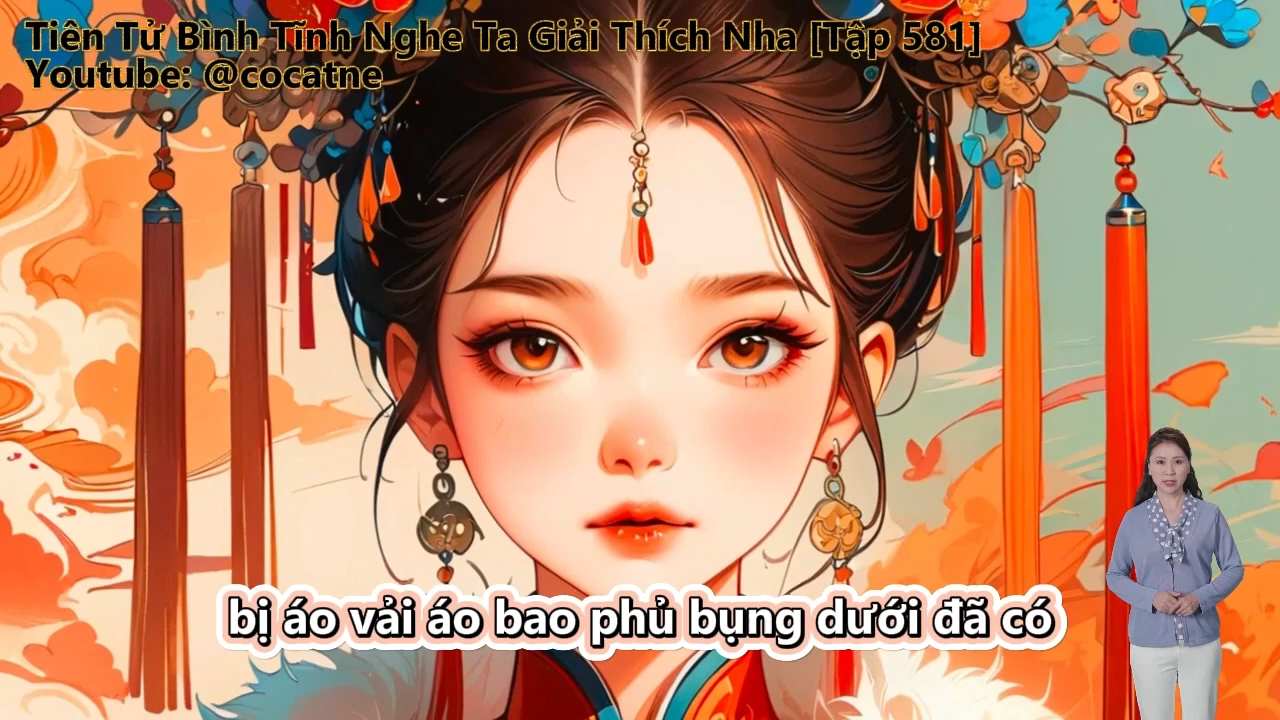 Tiên Tử Bình Tĩnh Nghe Ta Giải Thích Nha [Tập 581]
Youtube: @cocatne
bị áo vải áo bao phủ bụng dưới đã có